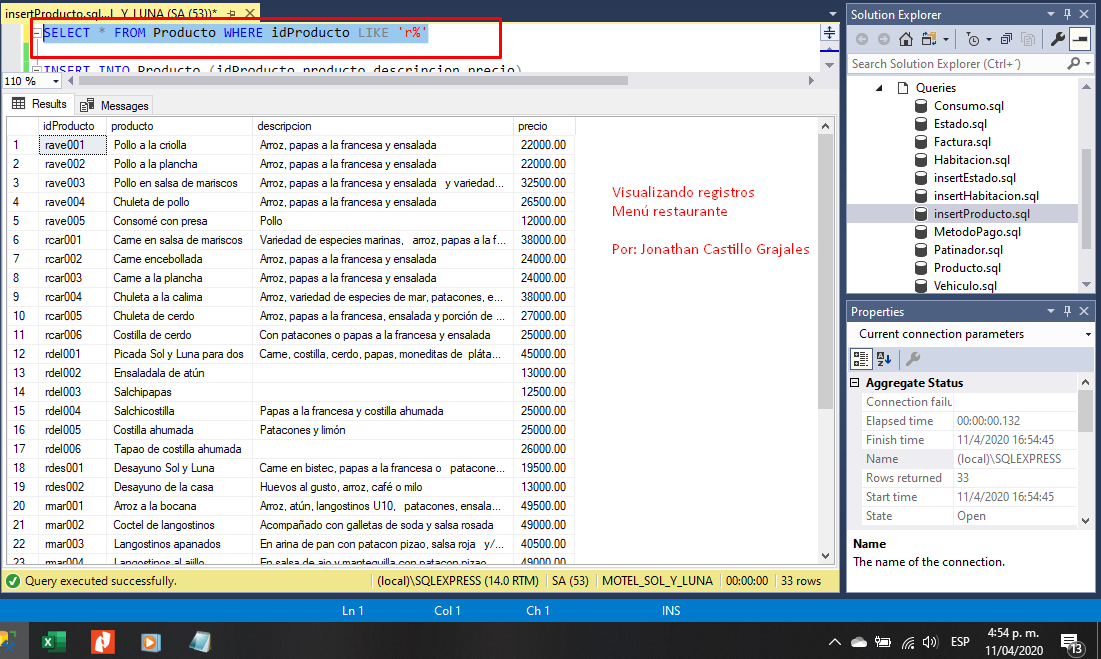 insertProducto.sql...L_Y_LUNA (SA (53))*
SELECT * FROM Producto WHERE idProducto LIKE 'r%'
INSERT INTO Producto (idProducto,producto,descripcion,precio)
110 %
Results Messages
idProducto producto descripcion precio
1 rave001 Pollo a la criolla Arroz, papas a la francesa y ensalada 22000.00
2 rave002 Pollo a la plancha Arroz, papas a la francesa y ensalada 22000.00
3 rave003 Pollo en salsa de mariscos Arroz, papas a la francesa y ensalada y variedad... 32500.00
4 rave004 Chuleta de pollo Arroz, papas a la francesa y ensalada 26500.00
5 rave005 Consomé con presa Pollo 12000.00
6 rcar001 Carne en salsa de mariscos Variedad de especies marinas, arroz, papas a la f... 38000.00
7 rcar002 Carne encebollada Arroz, papas a la francesa y ensalada 24000.00
8 rcar003 Carne a la plancha Arroz, papas a la francesa y ensalada 24000.00
9 rcar004 Chuleta a la calima Arroz, variedad de especies de mar, patacones, e... 38000.00
10 rcar005 Chuleta de cerdo Arroz, papas a la francesa, ensalada y porción de ... 27000.00
11 rcar006 Costilla de cerdo Con patacones o papas a la francesa y ensalada 25000.00
12 rdel001 Picada Sol y Luna para dos Carne, costilla, cerdo, papas, moneditas de pláta... 45000.00
13 rdel002 Ensaladala de atún 13000.00
14 rdel003 Salchipapas 12500.00
15 rdel004 Salchicostilla Papas a la francesa y costilla ahumada 25000.00
16 rdel005 Costilla ahumada Patacones y limón 25000.00
17 rdel006 Tapao de costilla ahumada 26000.00
18 rdes001 Desayuno Sol y Luna Carne en bistec, papas a la francesa o patacone... 19500.00
19 rdes002 Desayuno de la casa Huevos al gusto, arroz, café o milo 13000.00
20 rmar001 Arroz a la bocana Arroz, atún, langostinos U10, patacones, ensala... 49500.00
21 rmar002 Coctel de langostinos Acompañado con galletas de soda y salsa rosada 49000.00
22 rmar003 Langostinos apanados En arina de pan con patacon pizao, salsa roja y/... 40500.00
23 rmar004 Langostinos al ajillo En salsa de ajo y mantequilla con patacon pizao 49000.00
Visualizando registros
Menú restaurante
Por: Jonathan Castillo Grajales
Query executed successfully. (local)\SQLEXPRESS (14.0 RTM) SA (53) MOTEL_SOL_Y_LUNA 00:00:00 33 rows
Solution Explorer
Search Solution Explorer (Ctrl+´)
Queries
Consumo.sql
Estado.sql
Factura.sql
Habitacion.sql
insertEstado.sql
insertHabitacion.sql
insertProducto.sql
MetodoPago.sql
Patinador.sql
Producto.sql
Vehiculo.sql
Properties
Current connection parameters
Aggregate Status
Connection failu
Elapsed time 00:00:00.132
Finish time 11/4/2020 16:54:45
Name (local)\SQLEXPRESS
Rows returned 33
Start time 11/4/2020 16:54:45
State Open
Name
The name of the connection.
Ln 1 Col 1 Ch 1 INS
ESP
4:54 p. m.
11/04/2020
13